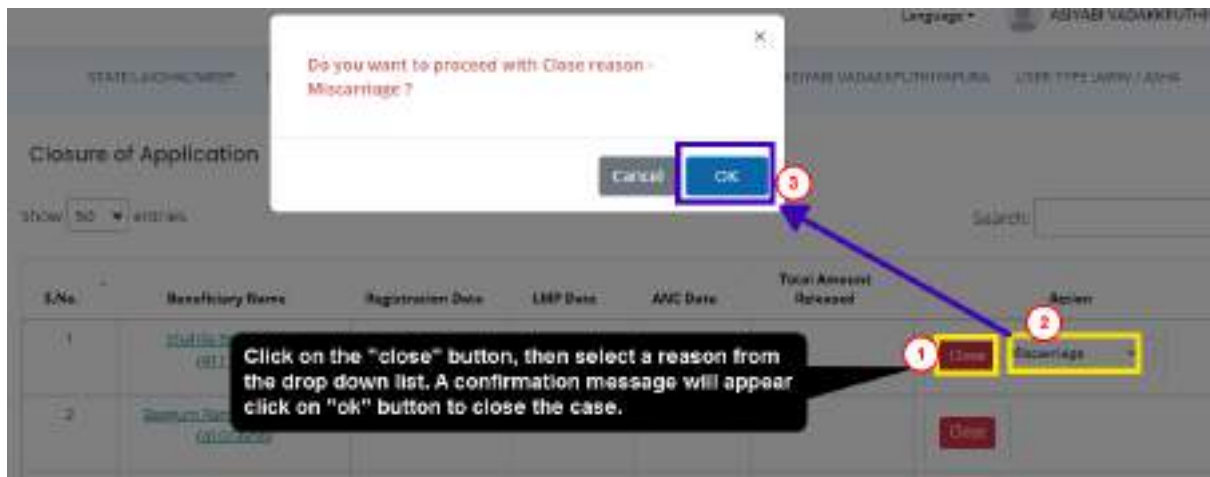 Language
×
Do you want to proceed with Close reason -
Miscarriage ?
Cancel
OK
3
Closure of Application
Show 50 entries
Search:
S.No.
Beneficiary Name
Registration Date
LMP Date
ANC Date
Total Amount
Released
Action
1
1
Close
2
Miscarriage
Click on the "close" button, then select a reason from
the drop down list. A confirmation message will appear
click on "ok" button to close the case.
2
Close